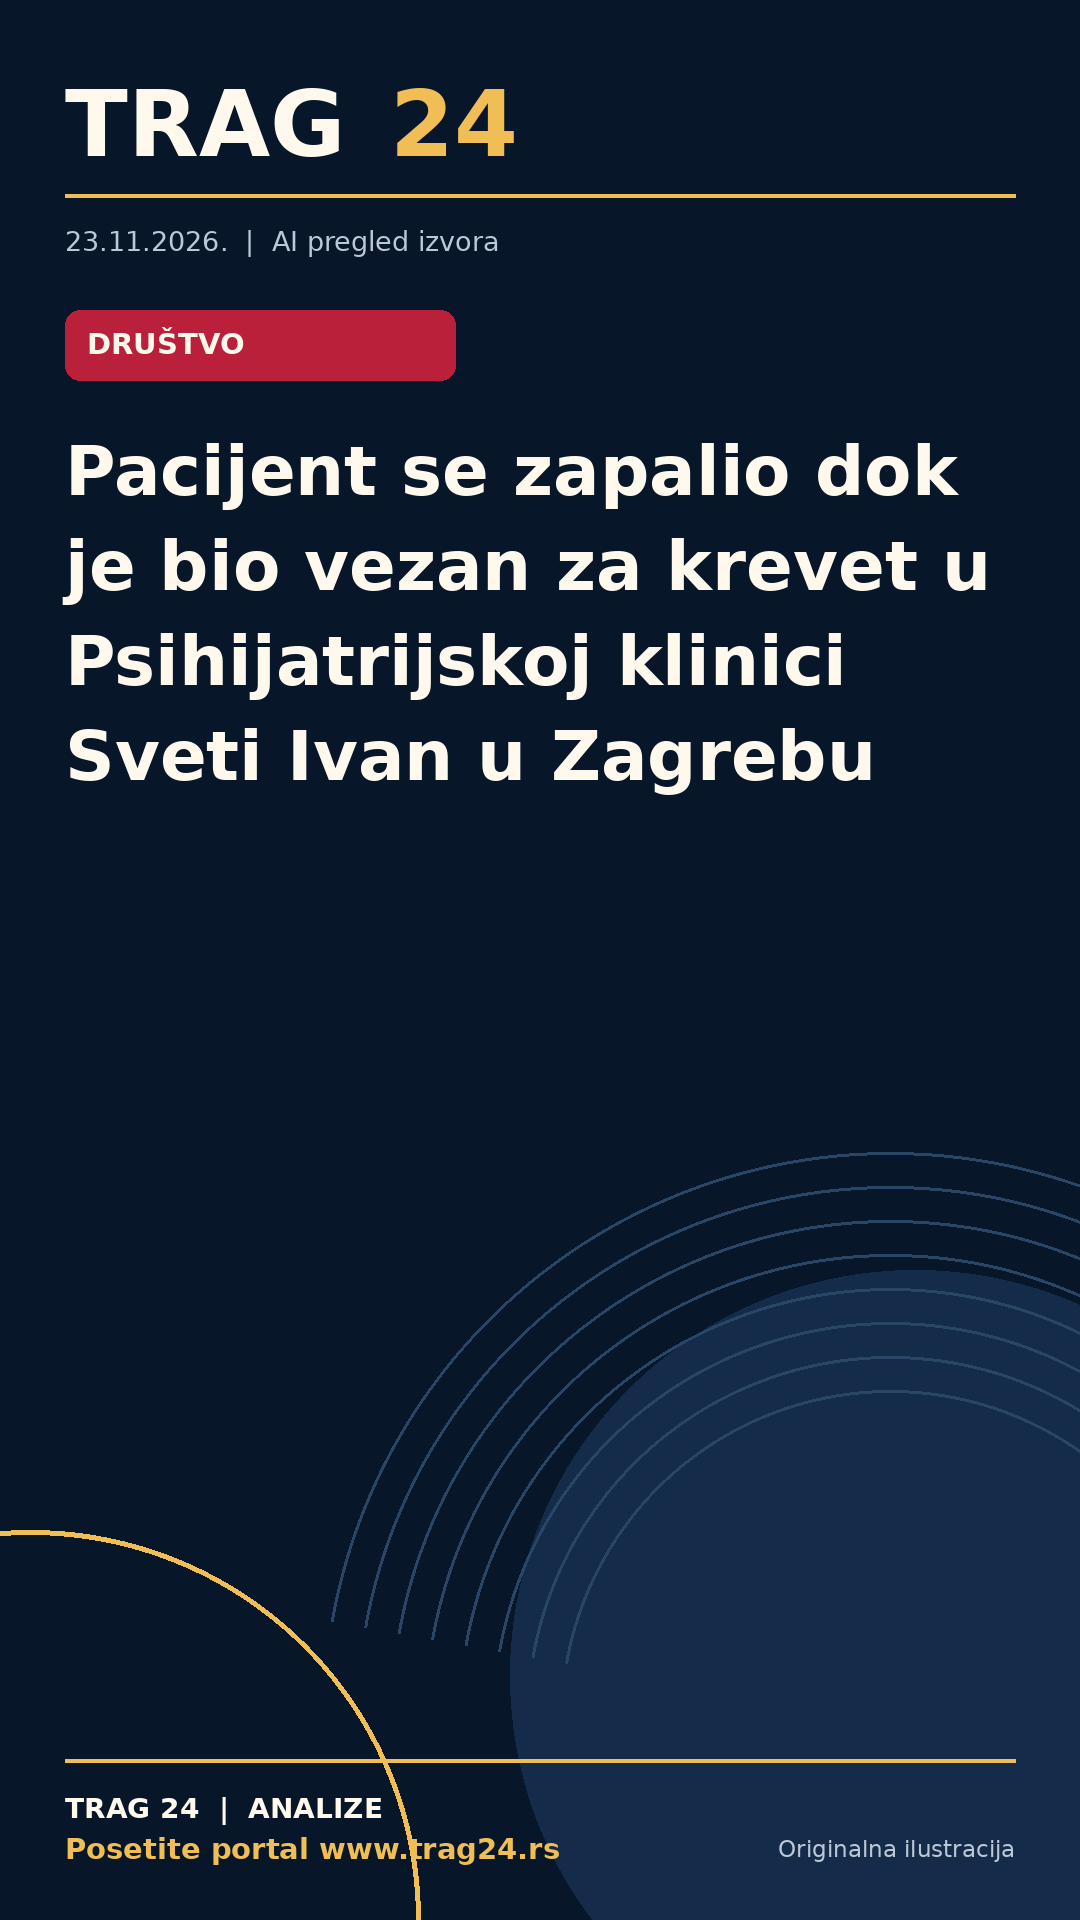 TRAG 24
23.11.2026. | AI pregled izvora
DRUŠTVO
Pacijent se zapalio dok
je bio vezan za krevet u
Psihijatrijskoj klinici
Sveti Ivan u Zagrebu
TRAG 24 | ANALIZE
Posetite portal www.trag24.rs
Originalna ilustracija